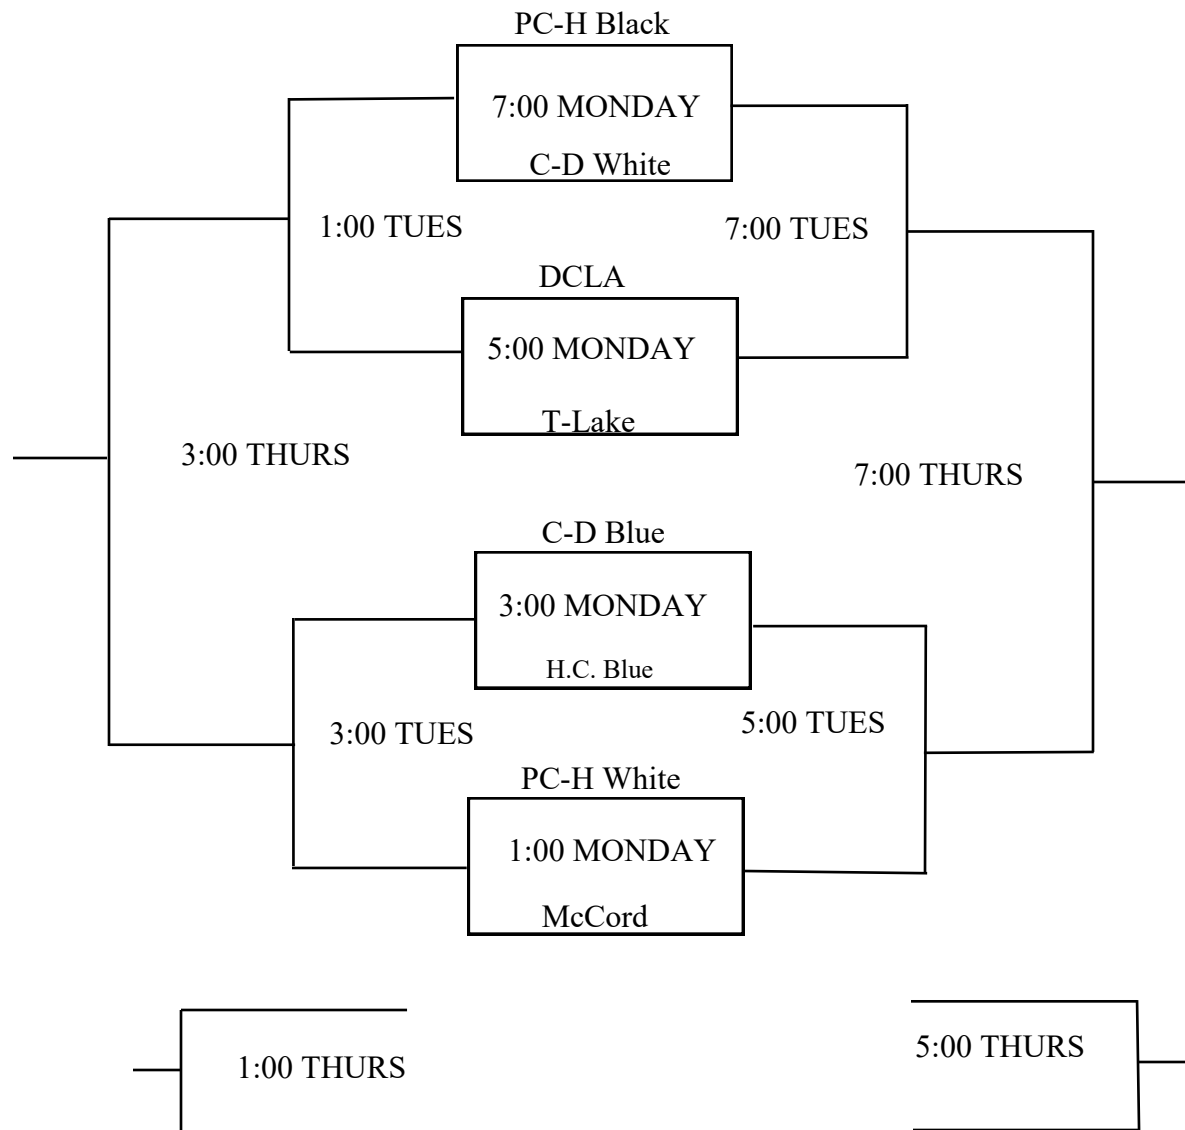 PC-H Black
7:00 MONDAY
C-D White
1:00 TUES
7:00 TUES
DCLA
5:00 MONDAY
T-Lake
3:00 THURS
7:00 THURS
C-D Blue
3:00 MONDAY
H.C. Blue
3:00 TUES
5:00 TUES
PC-H White
1:00 MONDAY
McCord
1:00 THURS
5:00 THURS